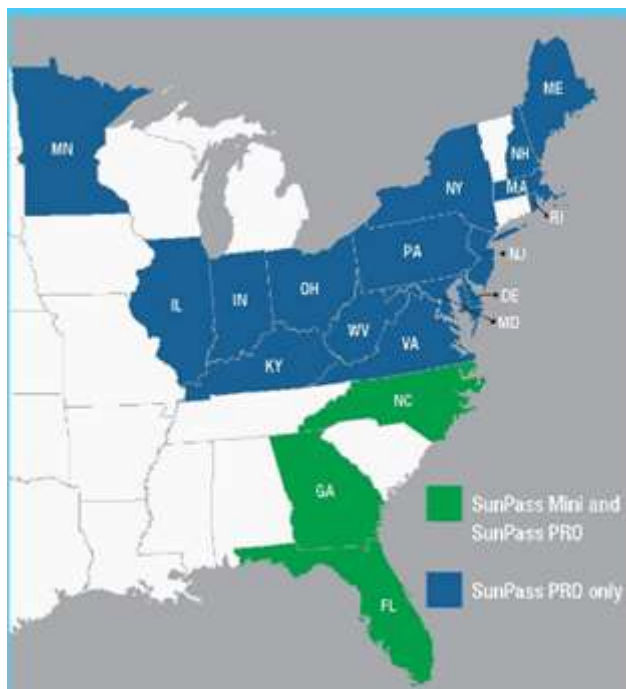 ME
MN
NH
NY
MA
RI
PA
NJ
OH
IL
IN
DE
WV
MD
VA
KY
NC
GA
SunPass Mini and
SunPass PRO
SunPass PRO only
FL